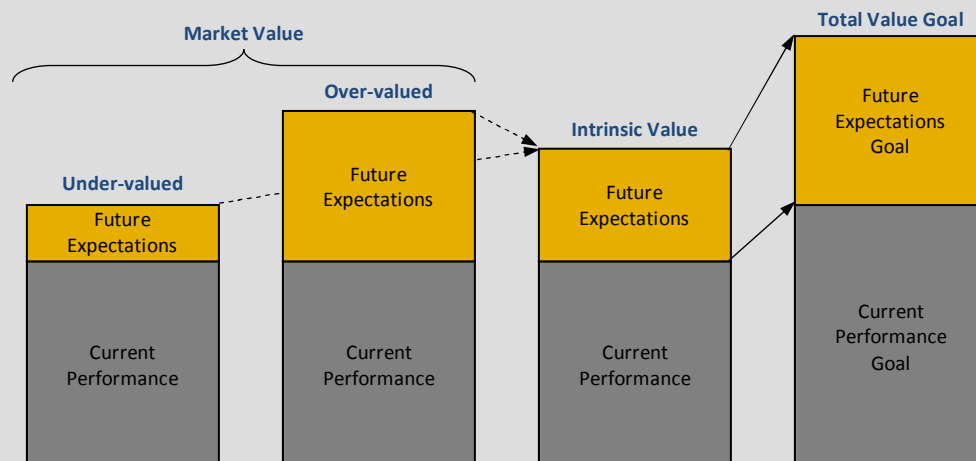 Total Value Goal
Market Value
Over-valued
Intrinsic Value
Under-valued
Future
Expectations
Current
Performance
Future
Expectations
Current
Performance
Future
Expectations
Current
Performance
Future
Expectations
Goal
Current
Performance
Goal